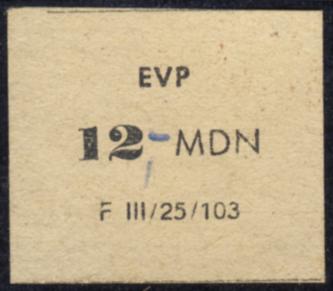 EVP
12,- MDN
F III/25/103